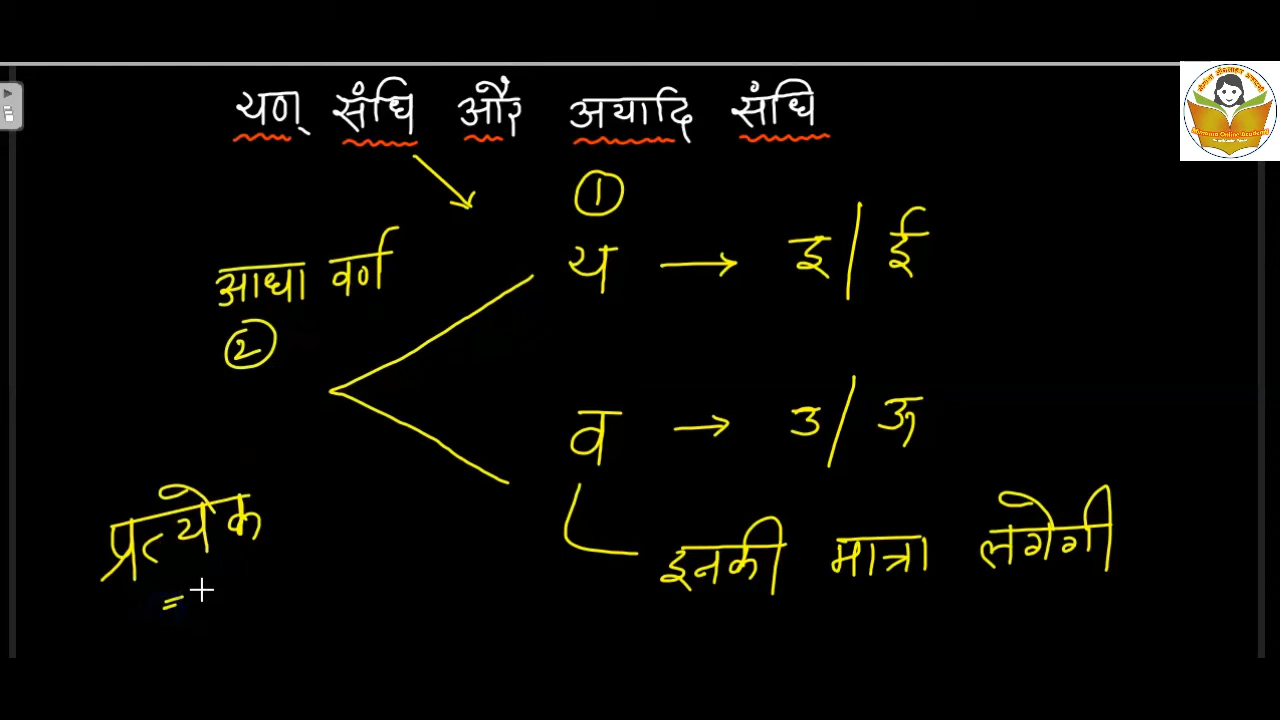 यण् संधि और अयादि संधि
1
आधा वर्ण
2
य → इ / ई
व → उ / ऊ
इनकी मात्रा लगेगी
प्रत्येक
=